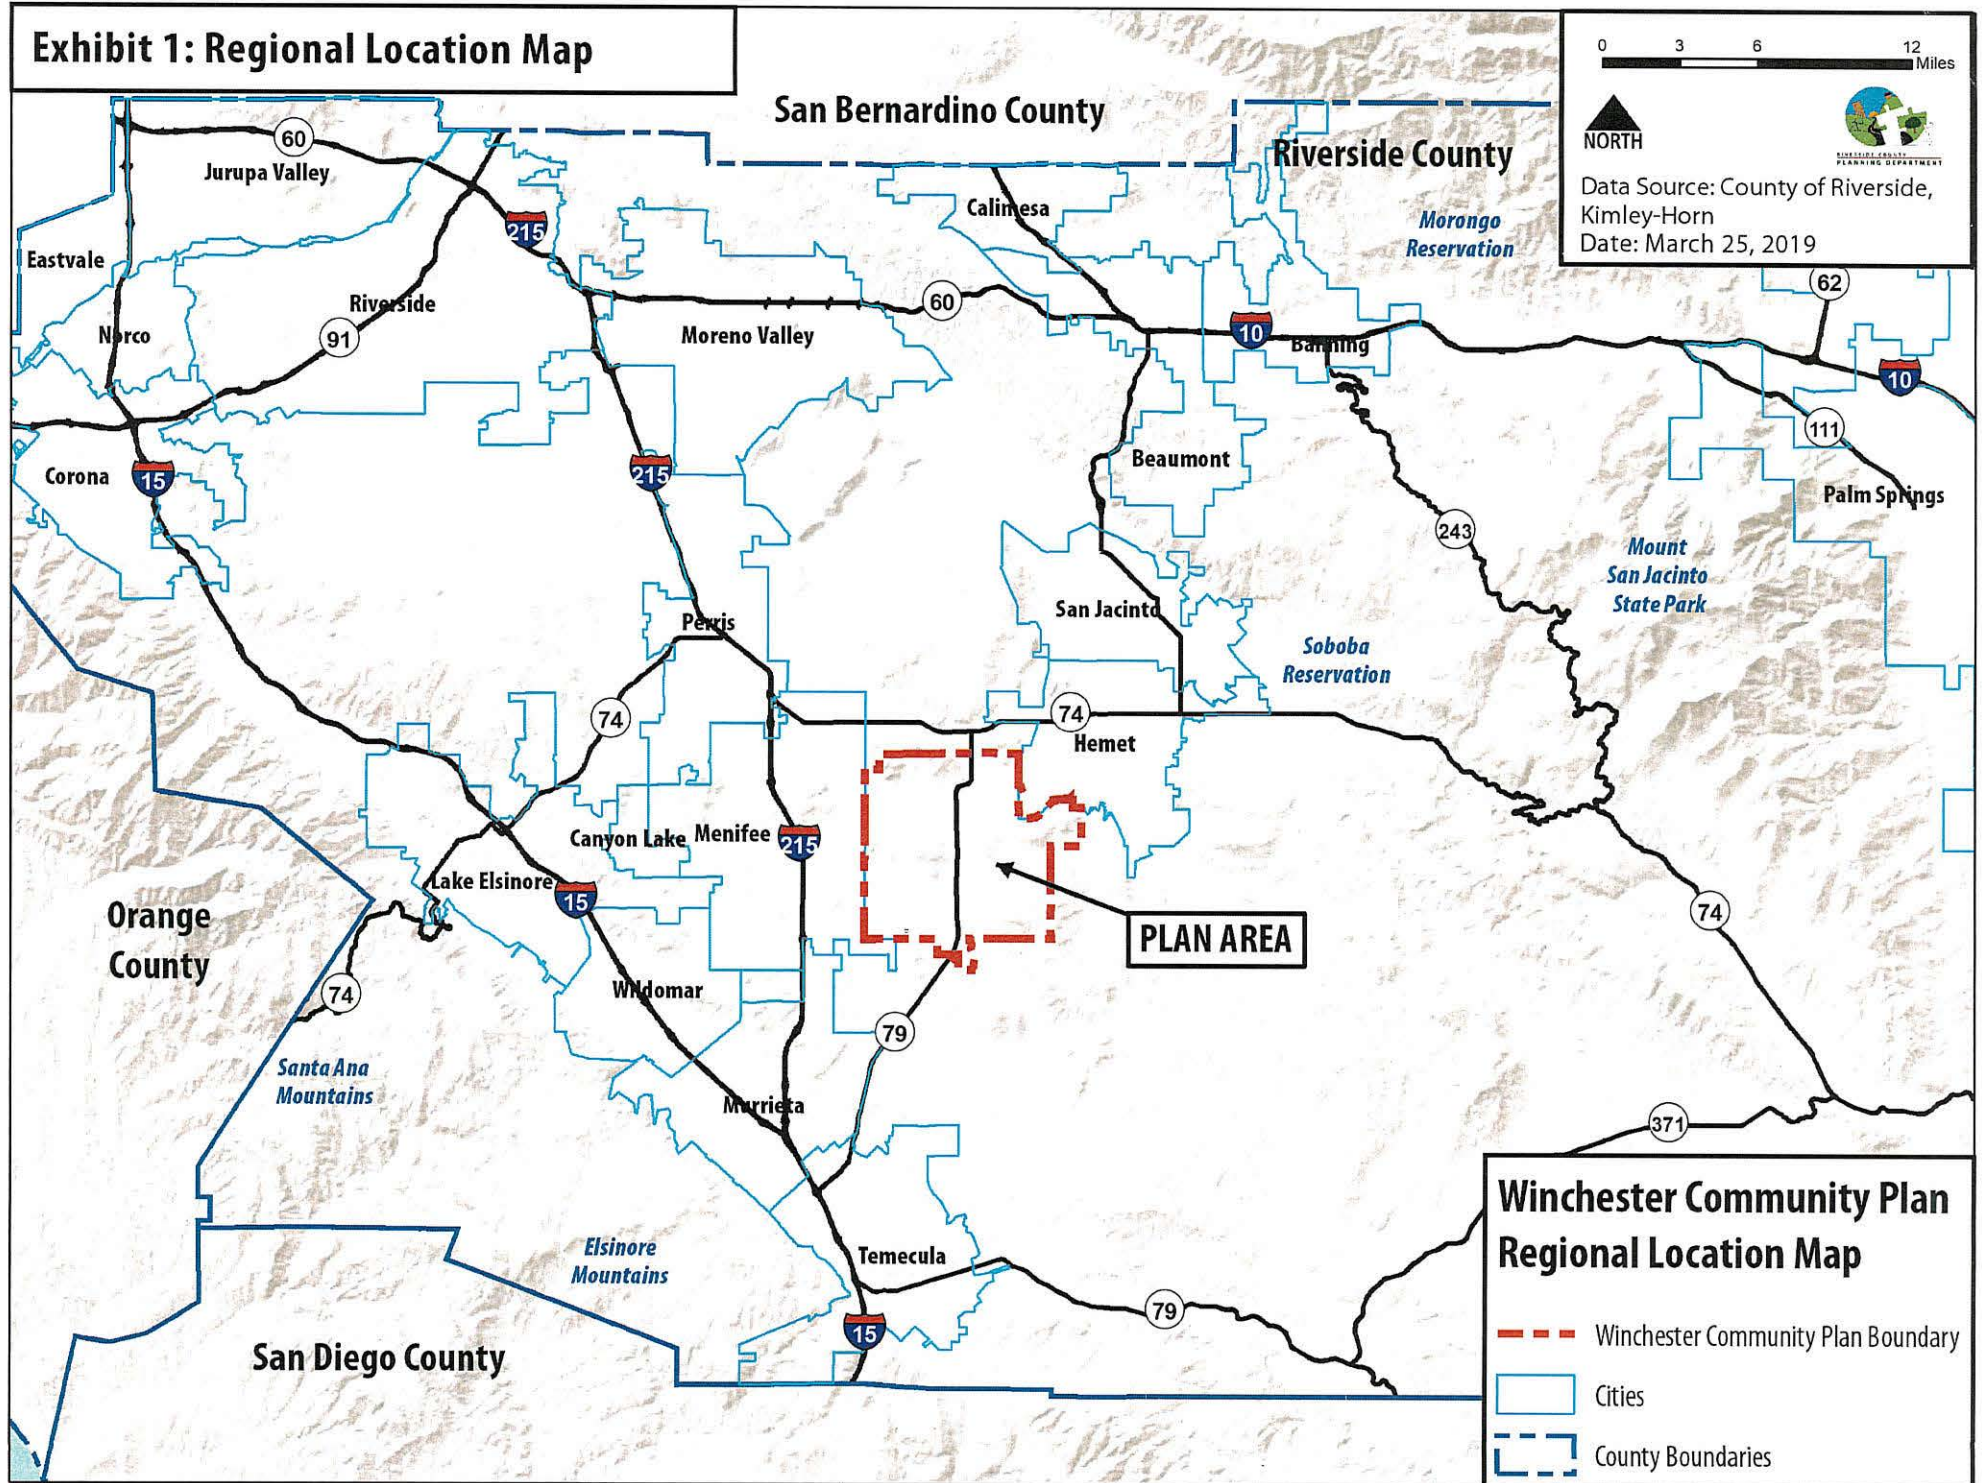 Exhibit 1: Regional Location Map
0 3 6 12
Miles
NORTH
RIVERSIDE COUNTY
PLANNING DEPARTMENT
Data Source: County of Riverside,
Kimley-Horn
Date: March 25, 2019
San Bernardino County
Riverside County
60
Jurupa Valley
215
Calimesa
Morongo
Reservation
Eastvale
Riverside
60
62
Norco
91
Moreno Valley
10
Banning
10
111
Corona
15
215
Beaumont
Palm Springs
243
Mount
San Jacinto
State Park
San Jacinto
Perris
Soboba
Reservation
74
74
Hemet
Canyon Lake
Menifee
215
Lake Elsinore
15
74
Orange
County
PLAN AREA
74
Wildomar
79
Santa Ana
Mountains
Murrieta
371
Elsinore
Mountains
Temecula
79
15
San Diego County
Winchester Community Plan
Regional Location Map
Winchester Community Plan Boundary
Cities
County Boundaries